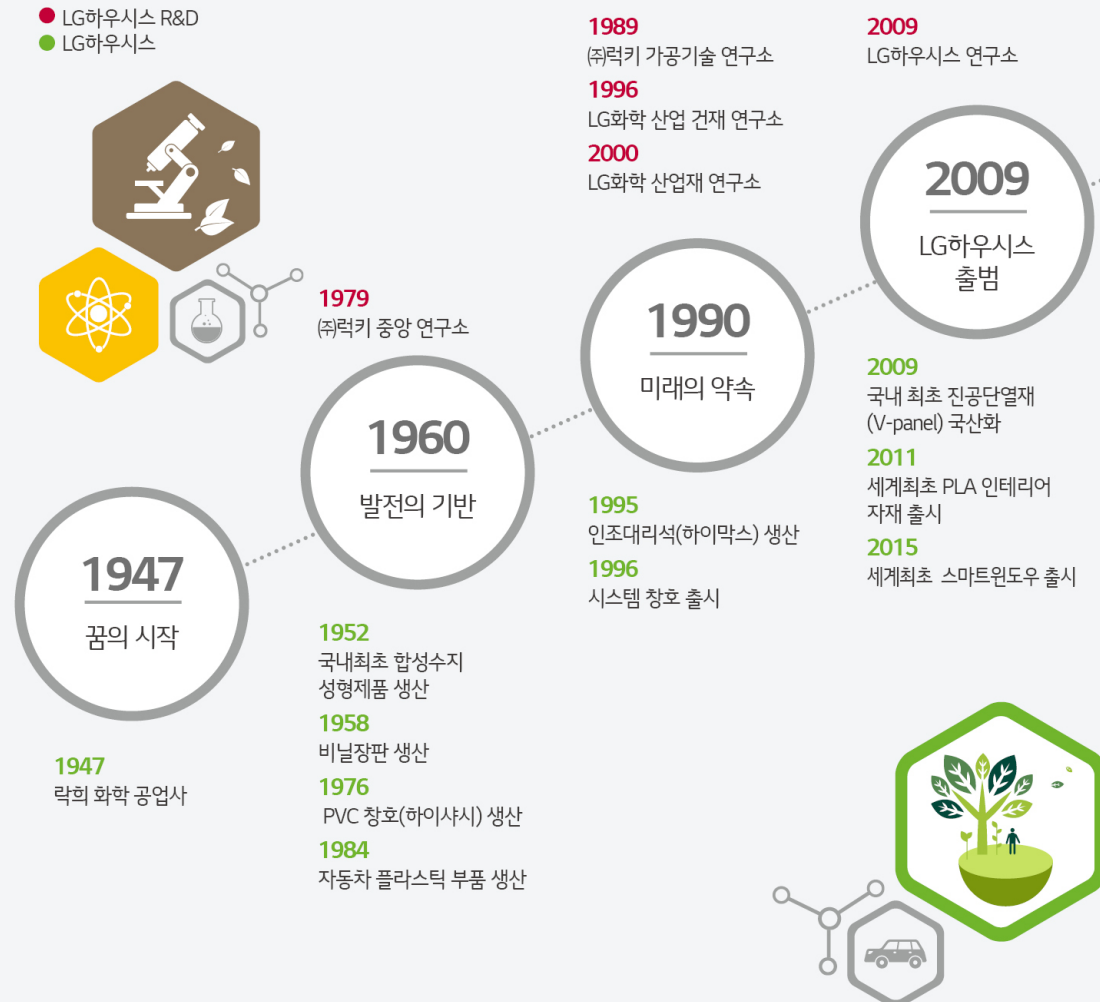 LG하우시스 R&D
LG하우시스
1947
꿈의 시작
1947
락희 화학 공업사
1979
㈜럭키 중앙 연구소
1960
발전의 기반
1952
국내최초 합성수지
성형제품 생산
1958
비닐장판 생산
1976
PVC 창호(하이샤시) 생산
1984
자동차 플라스틱 부품 생산
1989
㈜럭키 가공기술 연구소
1996
LG화학 산업 건재 연구소
2000
LG화학 산업재 연구소
1990
미래의 약속
1995
인조대리석(하이막스) 생산
1996
시스템 창호 출시
2009
LG하우시스 연구소
2009
LG하우시스
출범
2009
국내 최초 진공단열재
(V-panel) 국산화
2011
세계최초 PLA 인테리어
자재 출시
2015
세계최초 스마트윈도우 출시